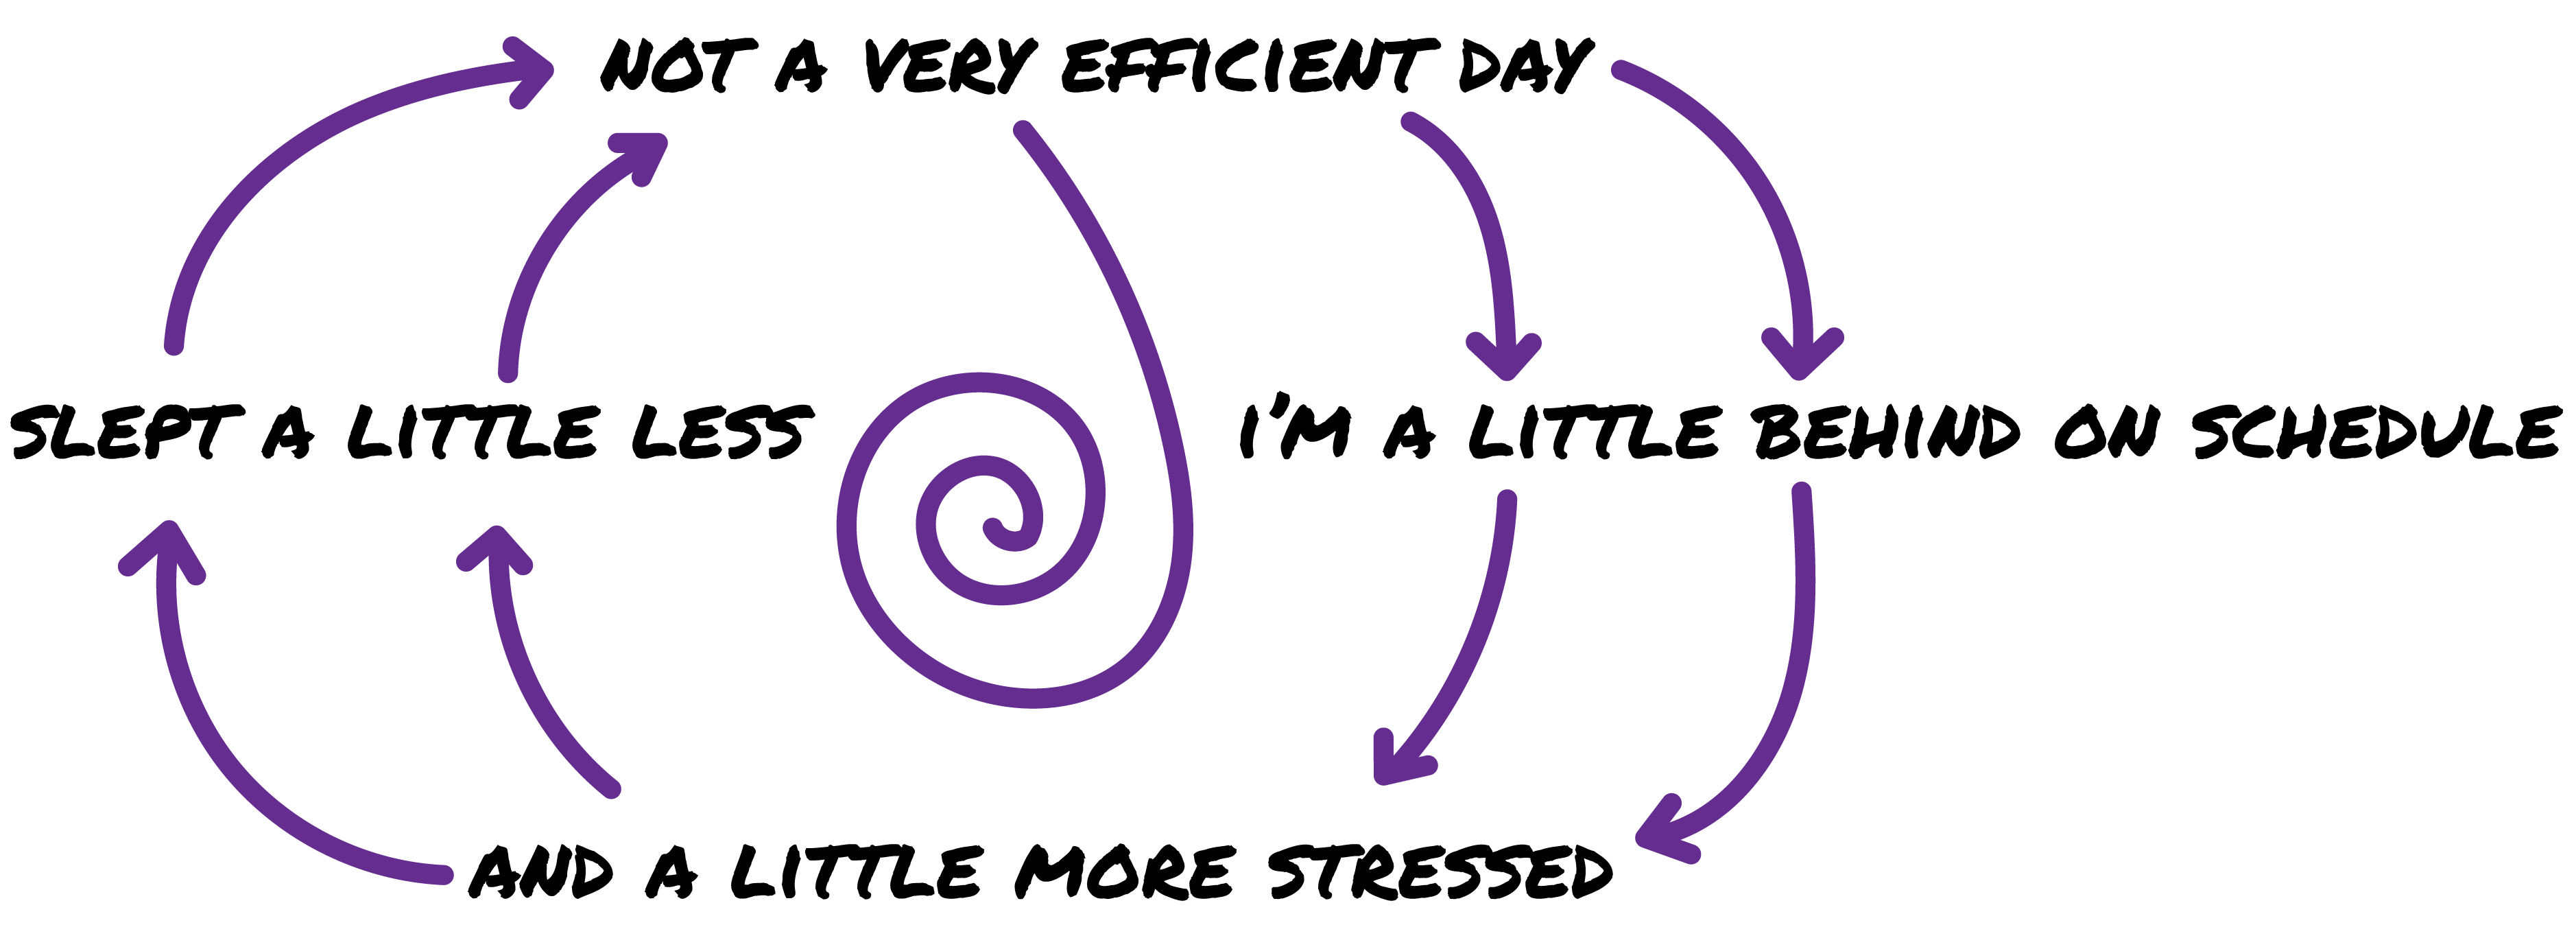 NOT A VERY EFFICIENT DAY
SLEPT A LITTLE LESS
I'M A LITTLE BEHIND ON SCHEDULE
AND A LITTLE MORE STRESSED